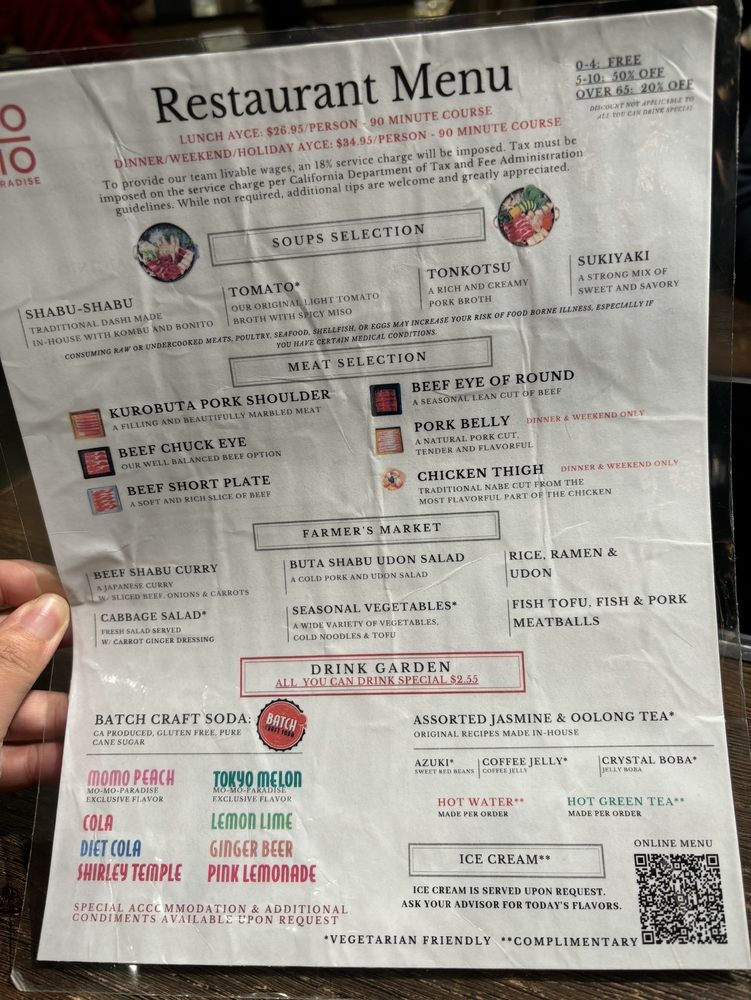 Restaurant Menu
0-4: FREE
5-10: 50% OFF
OVER 65: 20% OFF
DISCOUNT NOT APPLICABLE TO
ALL YOU CAN DRINK SPECIAL
LUNCH AYCE: $26.95/PERSON - 90 MINUTE COURSE
DINNER/WEEKEND/HOLIDAY AYCE: $34.95/PERSON - 90 MINUTE COURSE
To provide our team livable wages, an 18% service charge will be imposed. Tax must be
imposed on the service charge per California Department of Tax and Fee Administration
guidelines. While not required, additional tips are welcome and greatly appreciated.
SOUPS SELECTION
SHABU-SHABU
TRADITIONAL DASHI MADE
IN-HOUSE WITH KOMBU AND BONITO
TOMATO*
OUR ORIGINAL LIGHT TOMATO
BROTH WITH SPICY MISO
TONKOTSU
A RICH AND CREAMY
PORK BROTH
SUKIYAKI
A STRONG MIX OF
SWEET AND SAVORY
CONSUMING RAW OR UNDERCOOKED MEATS, POULTRY, SEAFOOD, SHELLFISH, OR EGGS MAY INCREASE YOUR RISK OF FOOD BORNE ILLNESS, ESPECIALLY IF
YOU HAVE CERTAIN MEDICAL CONDITIONS.
MEAT SELECTION
KUROBUTA PORK SHOULDER
A FILLING AND BEAUTIFULLY MARBLED MEAT
BEEF CHUCK EYE
OUR WELL BALANCED BEEF OPTION
BEEF SHORT PLATE
A SOFT AND RICH SLICE OF BEEF
BEEF EYE OF ROUND
A SEASONAL LEAN CUT OF BEEF
PORK BELLY DINNER & WEEKEND ONLY
A NATURAL PORK CUT,
TENDER AND FLAVORFUL
CHICKEN THIGH DINNER & WEEKEND ONLY
TRADITIONAL NABE CUT FROM THE
MOST FLAVORFUL PART OF THE CHICKEN
FARMER'S MARKET
BEEF SHABU CURRY
A JAPANESE CURRY
W/ SLICED BEEF, ONIONS & CARROTS
CABBAGE SALAD*
FRESH SALAD SERVED
W/ CARROT GINGER DRESSING
BUTA SHABU UDON SALAD
A COLD PORK AND UDON SALAD
SEASONAL VEGETABLES*
A WIDE VARIETY OF VEGETABLES,
COLD NOODLES & TOFU
RICE, RAMEN &
UDON
FISH TOFU, FISH & PORK
MEATBALLS
DRINK GARDEN
ALL YOU CAN DRINK SPECIAL $2.55
BATCH CRAFT SODA:
CA PRODUCED, GLUTEN FREE, PURE
CANE SUGAR
BATCH
CRAFT SODA
MOMO PEACH
MO-MO-PARADISE
EXCLUSIVE FLAVOR
TOKYO MELON
MO-MO-PARADISE
EXCLUSIVE FLAVOR
COLA
LEMON LIME
DIET COLA
GINGER BEER
SHIRLEY TEMPLE
PINK LEMONADE
SPECIAL ACCOMMODATION & ADDITIONAL
CONDIMENTS AVAILABLE UPON REQUEST
ASSORTED JASMINE & OOLONG TEA*
ORIGINAL RECIPES MADE IN-HOUSE
AZUKI*
SWEET RED BEANS
COFFEE JELLY*
COFFEE JELLY
CRYSTAL BOBA*
JELLY BOBA
HOT WATER**
MADE PER ORDER
HOT GREEN TEA**
MADE PER ORDER
ICE CREAM**
ICE CREAM IS SERVED UPON REQUEST.
ASK YOUR ADVISOR FOR TODAY'S FLAVORS.
ONLINE MENU
*VEGETARIAN FRIENDLY **COMPLIMENTARY